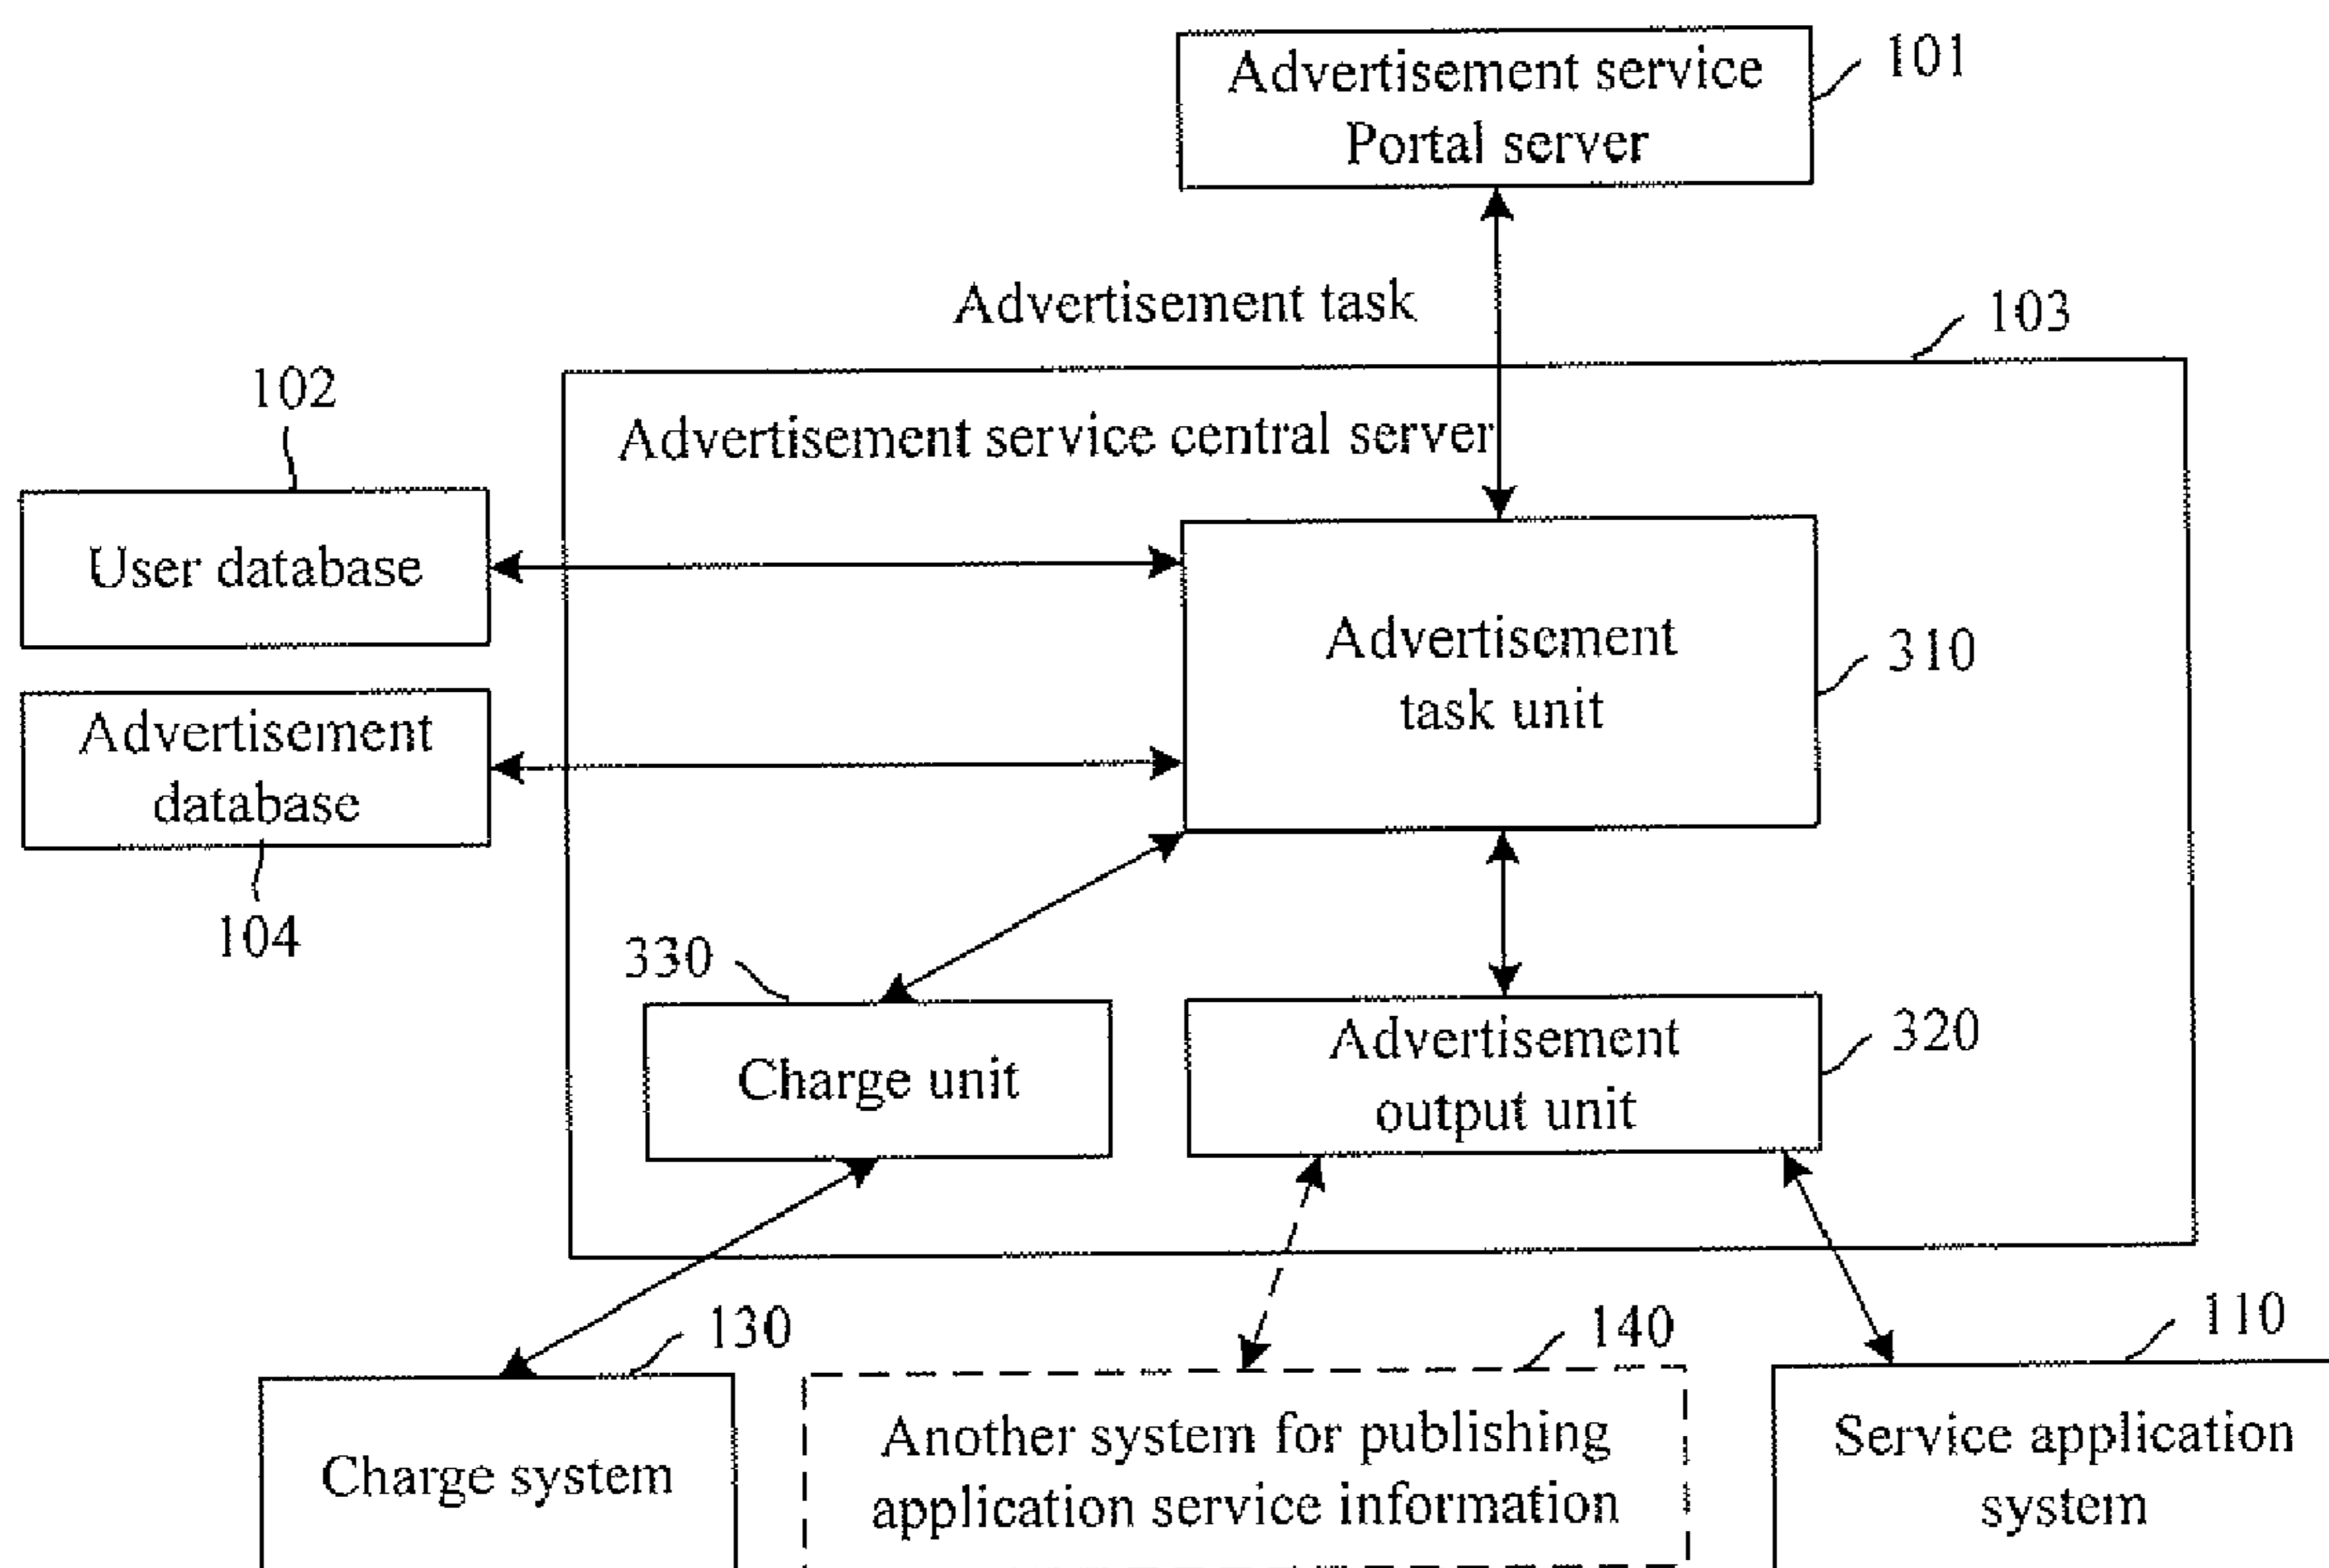 Advertisement service
Portal server
101
Advertisement task
103
102
Advertisement service central server
User database
Advertisement
task unit
310
Advertisement
database
104
330
Charge unit
Advertisement
output unit
320
130
140
110
Charge system
Another system for publishing
application service information
Service application
system